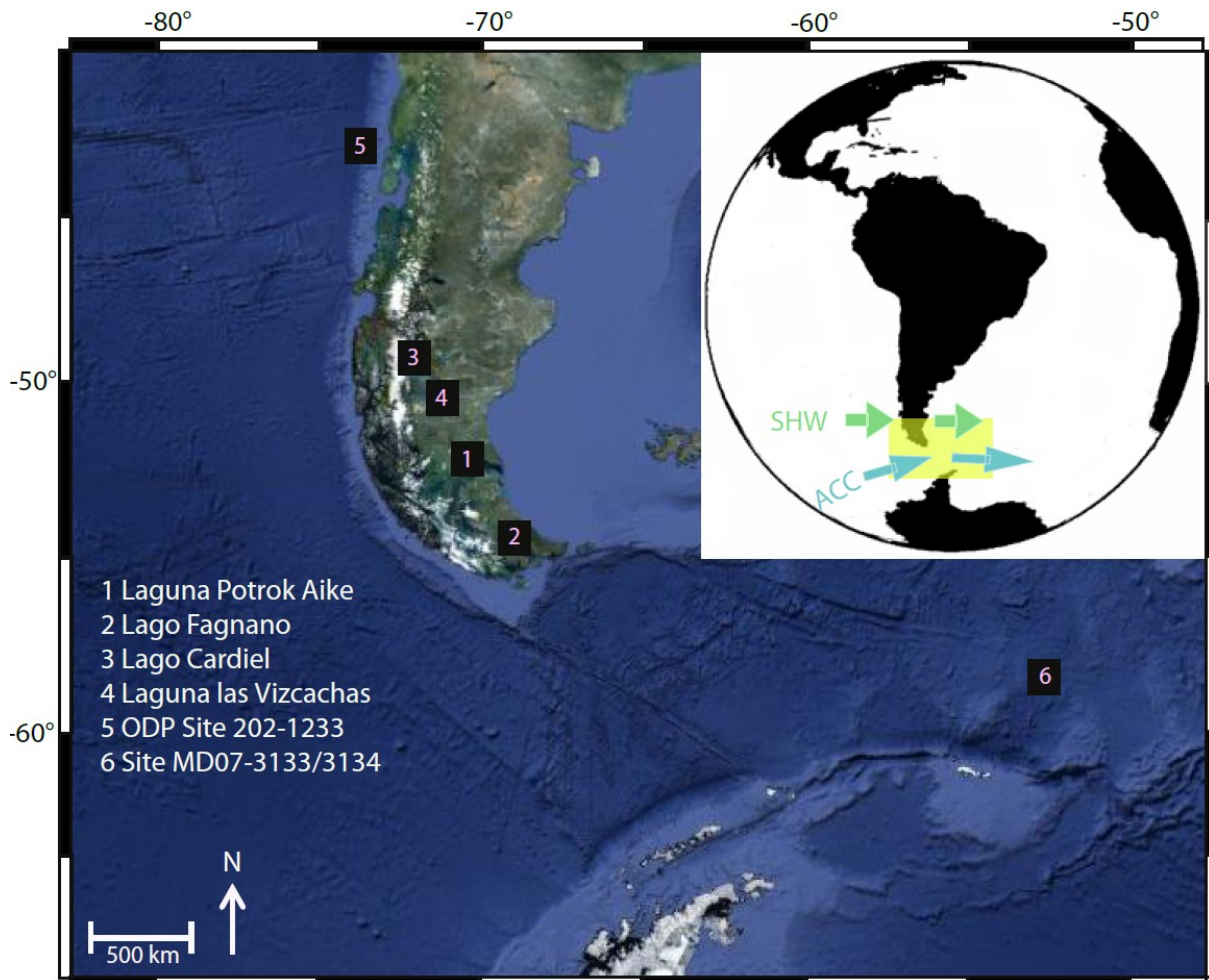 -80°
-70°
-60°
-50°
5
SHW
ACC
-50°
3
4
1
2
1 Laguna Potrok Aike
2 Lago Fagnano
3 Lago Cardiel
4 Laguna las Vizcachas
5 ODP Site 202-1233
6 Site MD07-3133/3134
6
-60°
N
500 km